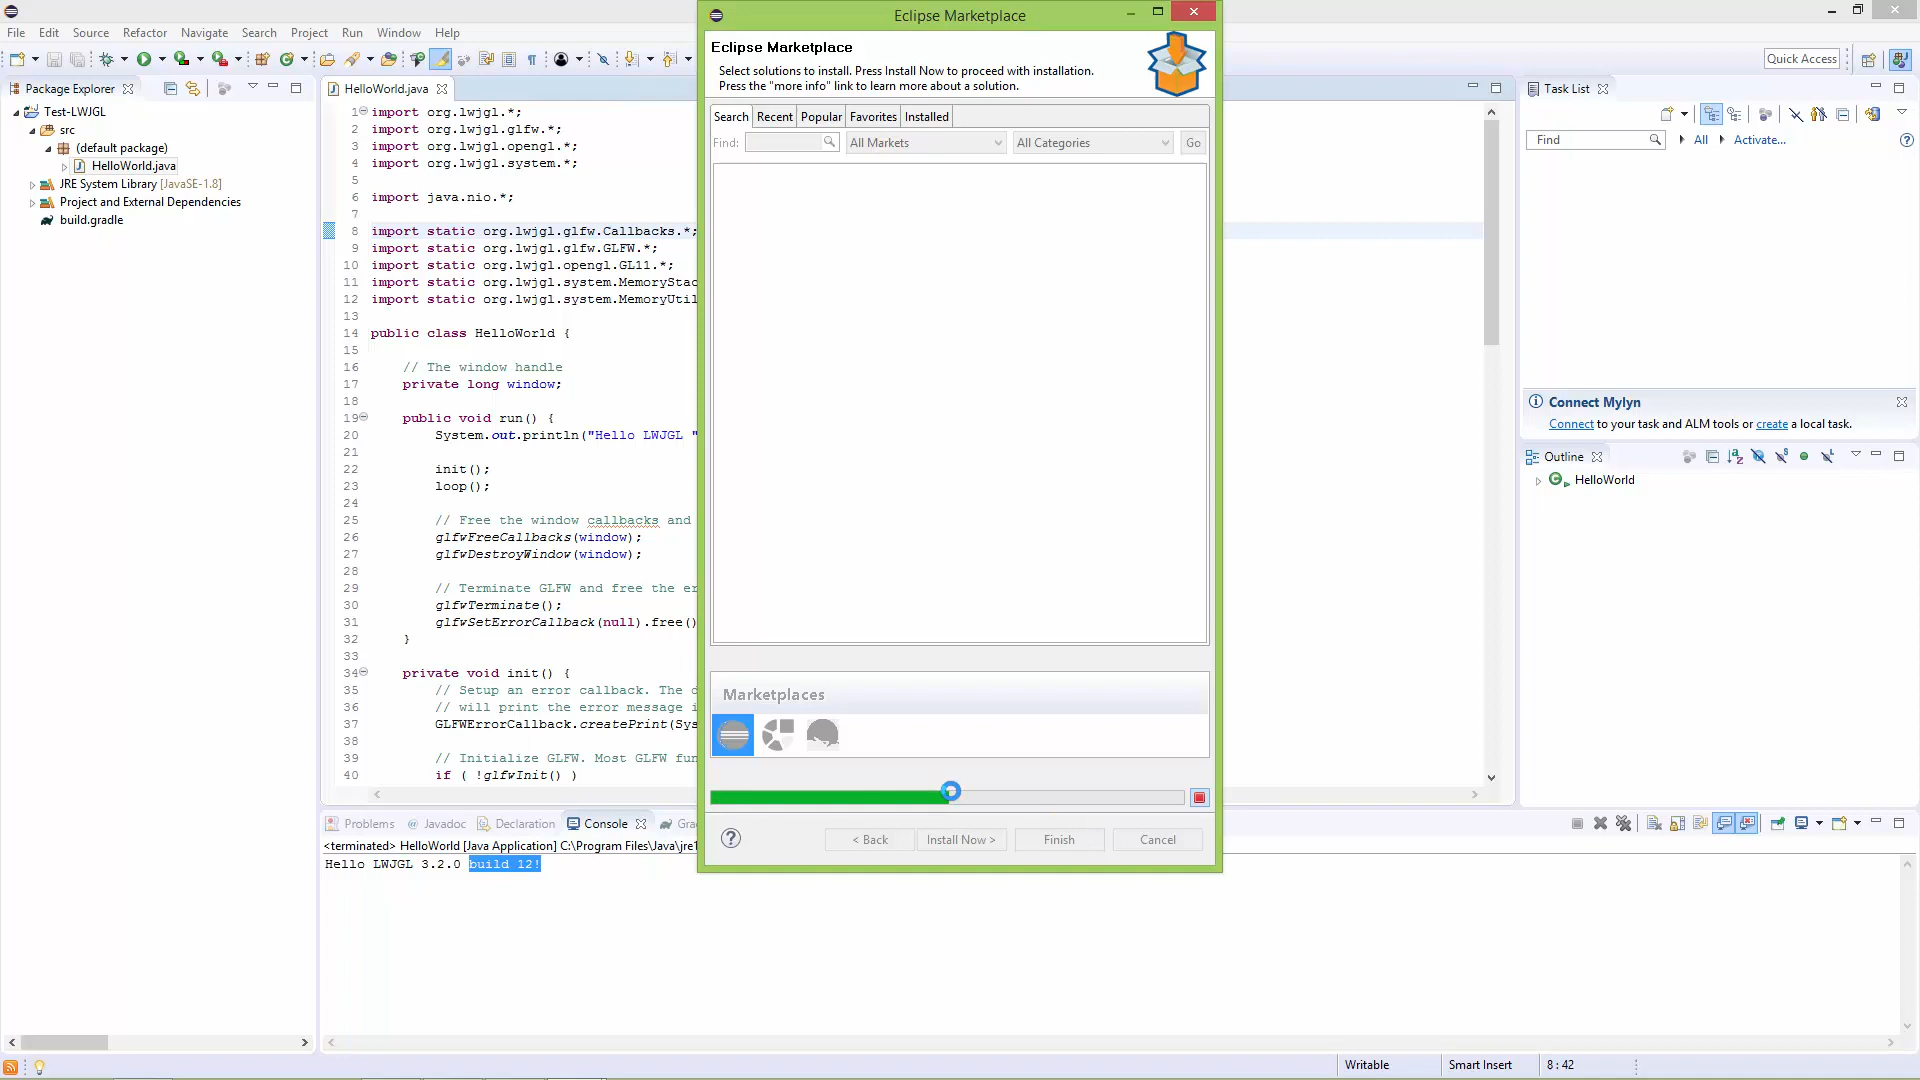 File Edit Source Refactor Navigate Search Project Run Window Help
Quick Access
Package Explorer
Test-LWJGL
src
(default package)
HelloWorld.java
JRE System Library [JavaSE-1.8]
Project and External Dependencies
build.gradle
HelloWorld.java
1 import org.lwjgl.*;
2 import org.lwjgl.glfw.*;
3 import org.lwjgl.opengl.*;
4 import org.lwjgl.system.*;
5
6 import java.nio.*;
7
8 import static org.lwjgl.glfw.Callbacks.*;
9 import static org.lwjgl.glfw.GLFW.*;
10 import static org.lwjgl.opengl.GL11.*;
11 import static org.lwjgl.system.MemoryStac
12 import static org.lwjgl.system.MemoryUtil
13
14 public class HelloWorld {
15
16 // The window handle
17 private long window;
18
19 public void run() {
20 System.out.println("Hello LWJGL "
21
22 init();
23 loop();
24
25 // Free the window callbacks and
26 glfwFreeCallbacks(window);
27 glfwDestroyWindow(window);
28
29 // Terminate GLFW and free the er
30 glfwTerminate();
31 glfwSetErrorCallback(null).free()
32 }
33
34 private void init() {
35 // Setup an error callback. The d
36 // will print the error message i
37 GLFWErrorCallback.createPrint(Sys
38
39 // Initialize GLFW. Most GLFW fun
40 if ( !glfwInit() )
Eclipse Marketplace
Eclipse Marketplace
Select solutions to install. Press Install Now to proceed with installation.
Press the "more info" link to learn more about a solution.
Search Recent Popular Favorites Installed
Find: All Markets All Categories Go
Marketplaces
< Back Install Now > Finish Cancel
Task List
Find All Activate...
Connect Mylyn
Connect to your task and ALM tools or create a local task.
Outline
HelloWorld
Problems Javadoc Declaration Console Gra
<terminated> HelloWorld [Java Application] C:\Program Files\Java\jre1
Hello LWJGL 3.2.0 build 12!
Writable Smart Insert 8 : 42